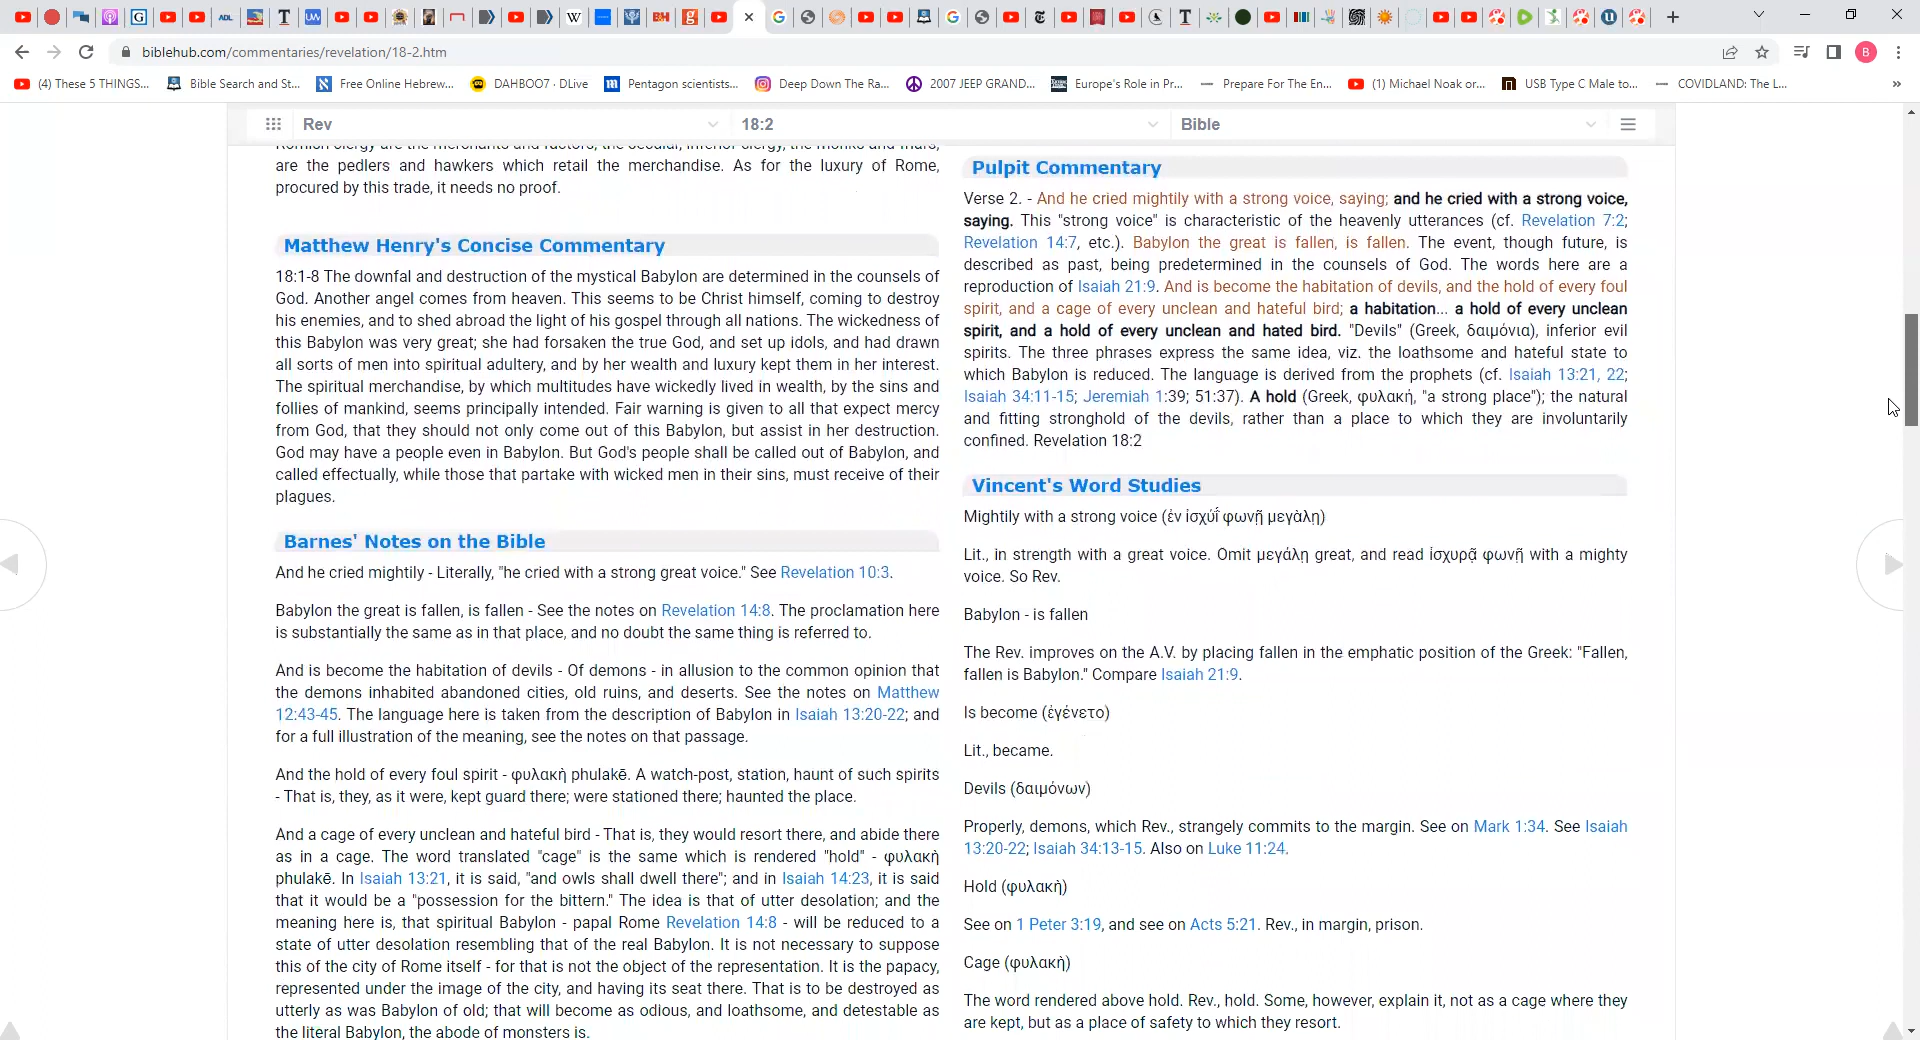 biblehub.com/commentaries/revelation/18-2.htm
B
(4) These 5 THINGS...
Bible Search and St...
Free Online Hebrew...
DAHBOO7 · DLive
Pentagon scientists...
Deep Down The Ra...
2007 JEEP GRAND...
Europe's Role in Pr...
Prepare For The En...
(1) Michael Noak or...
USB Type C Male to...
COVIDLAND: The L...
Rev
18:2
Bible
are the pedlers and hawkers which retail the merchandise. As for the luxury of Rome,
procured by this trade, it needs no proof.
Matthew Henry's Concise Commentary
18:1-8 The downfal and destruction of the mystical Babylon are determined in the counsels of
God. Another angel comes from heaven. This seems to be Christ himself, coming to destroy
his enemies, and to shed abroad the light of his gospel through all nations. The wickedness of
this Babylon was very great; she had forsaken the true God, and set up idols, and had drawn
all sorts of men into spiritual adultery, and by her wealth and luxury kept them in her interest.
The spiritual merchandise, by which multitudes have wickedly lived in wealth, by the sins and
follies of mankind, seems principally intended. Fair warning is given to all that expect mercy
from God, that they should not only come out of this Babylon, but assist in her destruction.
God may have a people even in Babylon. But God's people shall be called out of Babylon, and
called effectually, while those that partake with wicked men in their sins, must receive of their
plagues.
Barnes' Notes on the Bible
And he cried mightily - Literally, "he cried with a strong great voice." See Revelation 10:3.
Babylon the great is fallen, is fallen - See the notes on Revelation 14:8. The proclamation here
is substantially the same as in that place, and no doubt the same thing is referred to.
And is become the habitation of devils - Of demons - in allusion to the common opinion that
the demons inhabited abandoned cities, old ruins, and deserts. See the notes on Matthew
12:43-45. The language here is taken from the description of Babylon in Isaiah 13:20-22; and
for a full illustration of the meaning, see the notes on that passage.
And the hold of every foul spirit - φυλακὴ phulakē. A watch-post, station, haunt of such spirits
- That is, they, as it were, kept guard there; were stationed there; haunted the place.
And a cage of every unclean and hateful bird - That is, they would resort there, and abide there
as in a cage. The word translated "cage" is the same which is rendered "hold" - φυλακὴ
phulakē. In Isaiah 13:21, it is said, "and owls shall dwell there"; and in Isaiah 14:23, it is said
that it would be a "possession for the bittern." The idea is that of utter desolation; and the
meaning here is, that spiritual Babylon - papal Rome Revelation 14:8 - will be reduced to a
state of utter desolation resembling that of the real Babylon. It is not necessary to suppose
this of the city of Rome itself - for that is not the object of the representation. It is the papacy,
represented under the image of the city, and having its seat there. That is to be destroyed as
utterly as was Babylon of old; that will become as odious, and loathsome, and detestable as
the literal Babylon, the abode of monsters is.
Pulpit Commentary
Verse 2. - And he cried mightily with a strong voice, saying; and he cried with a strong voice,
saying. This "strong voice" is characteristic of the heavenly utterances (cf. Revelation 7:2;
Revelation 14:7, etc.). Babylon the great is fallen, is fallen. The event, though future, is
described as past, being predetermined in the counsels of God. The words here are a
reproduction of Isaiah 21:9. And is become the habitation of devils, and the hold of every foul
spirit, and a cage of every unclean and hateful bird; a habitation... a hold of every unclean
spirit, and a hold of every unclean and hated bird. "Devils" (Greek, δαιμόνια), inferior evil
spirits. The three phrases express the same idea, viz. the loathsome and hateful state to
which Babylon is reduced. The language is derived from the prophets (cf. Isaiah 13:21, 22;
Isaiah 34:11-15; Jeremiah 1:39; 51:37). A hold (Greek, φυλακή, "a strong place"); the natural
and fitting stronghold of the devils, rather than a place to which they are involuntarily
confined. Revelation 18:2
Vincent's Word Studies
Mightily with a strong voice (ἐν ἰσχύΐ φωνῇ μεγὰλῃ)
Lit., in strength with a great voice. Omit μεγάλῃ great, and read ἰσχυρᾷ φωνῇ with a mighty
voice. So Rev.
Babylon - is fallen
The Rev. improves on the A.V. by placing fallen in the emphatic position of the Greek: "Fallen,
fallen is Babylon." Compare Isaiah 21:9.
Is become (ἐγένετο)
Lit., became.
Devils (δαιμόνων)
Properly, demons, which Rev., strangely commits to the margin. See on Mark 1:34. See Isaiah
13:20-22; Isaiah 34:13-15. Also on Luke 11:24.
Hold (φυλακὴ)
See on 1 Peter 3:19, and see on Acts 5:21. Rev., in margin, prison.
Cage (φυλακὴ)
The word rendered above hold. Rev., hold. Some, however, explain it, not as a cage where they
are kept, but as a place of safety to which they resort.